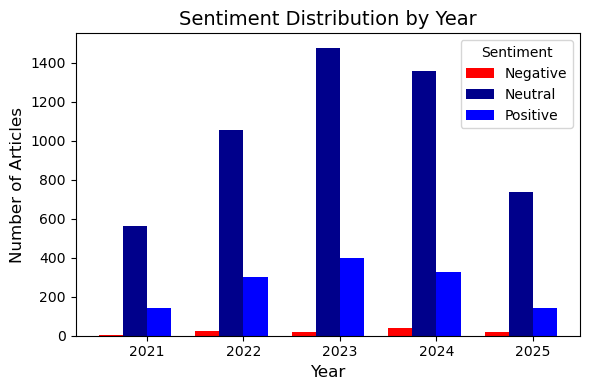 Sentiment Distribution by Year
Number of Articles
1400
1200
1000
800
600
400
200
0
Sentiment
Negative
Neutral
Positive
2021 2022 2023 2024 2025
Year